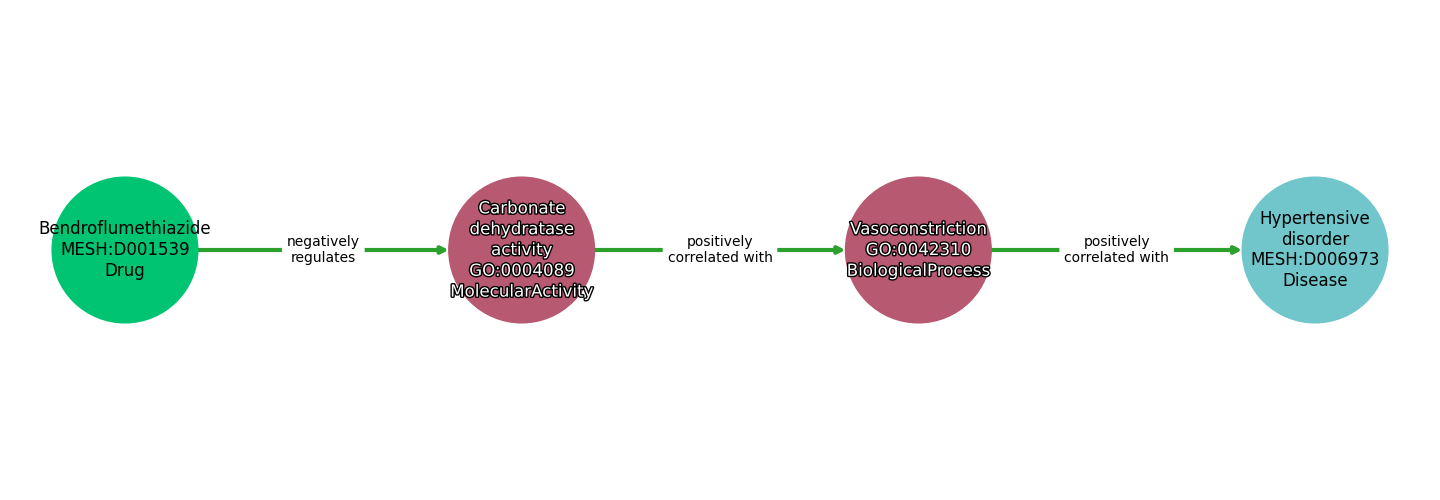 Bendroflumethiazide
MESH:D001539
Drug
negatively
regulates
Carbonate
dehydratase
activity
GO:0004089
MolecularActivity
positively
correlated with
Vasoconstriction
GO:0042310
BiologicalProcess
positively
correlated with
Hypertensive
disorder
MESH:D006973
Disease